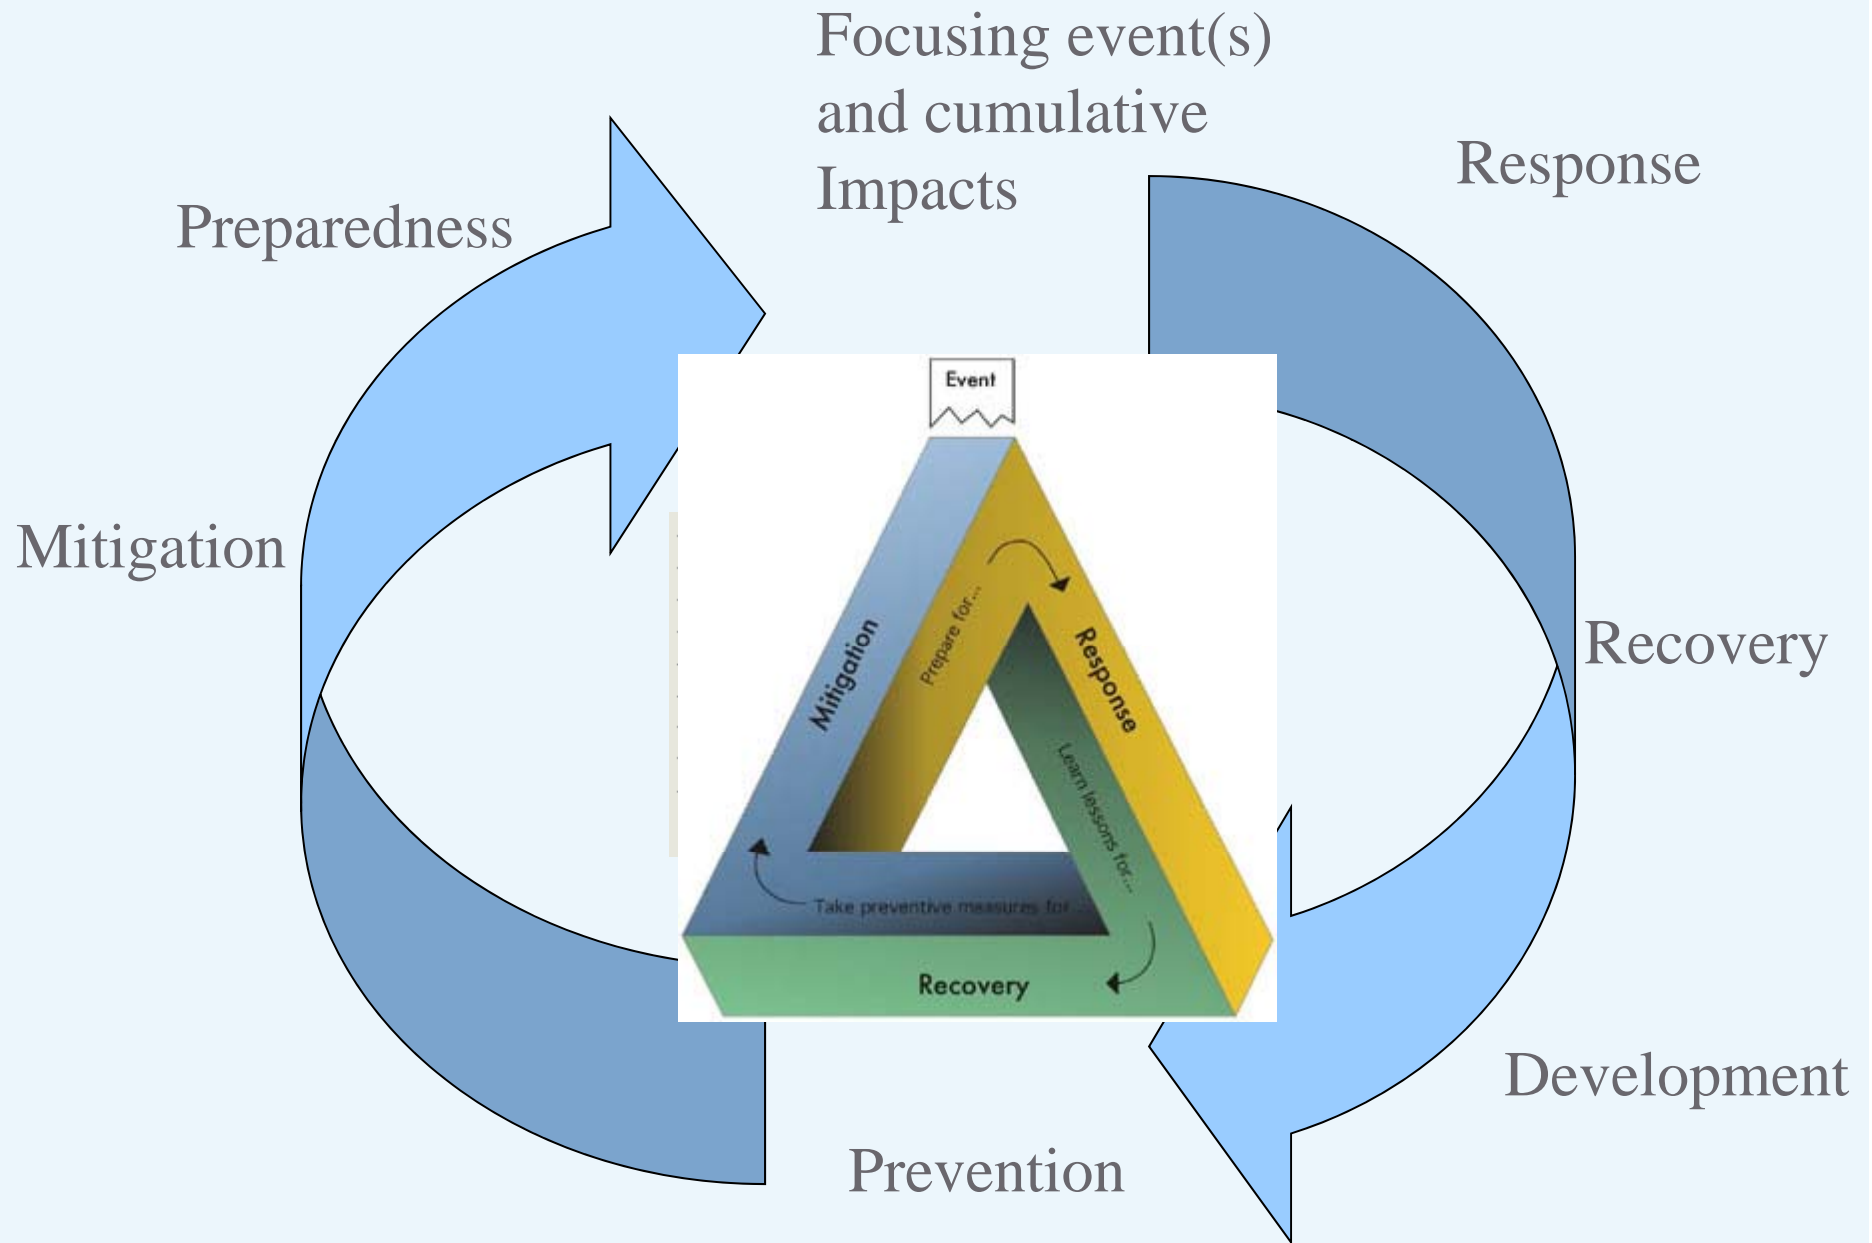 Focusing event(s)
and cumulative
Impacts
Response
Preparedness
Event
Mitigation
Prepare for...
Response
Mitigation
Recovery
Learn lessons for...
Take preventive measures for
Recovery
Development
Prevention